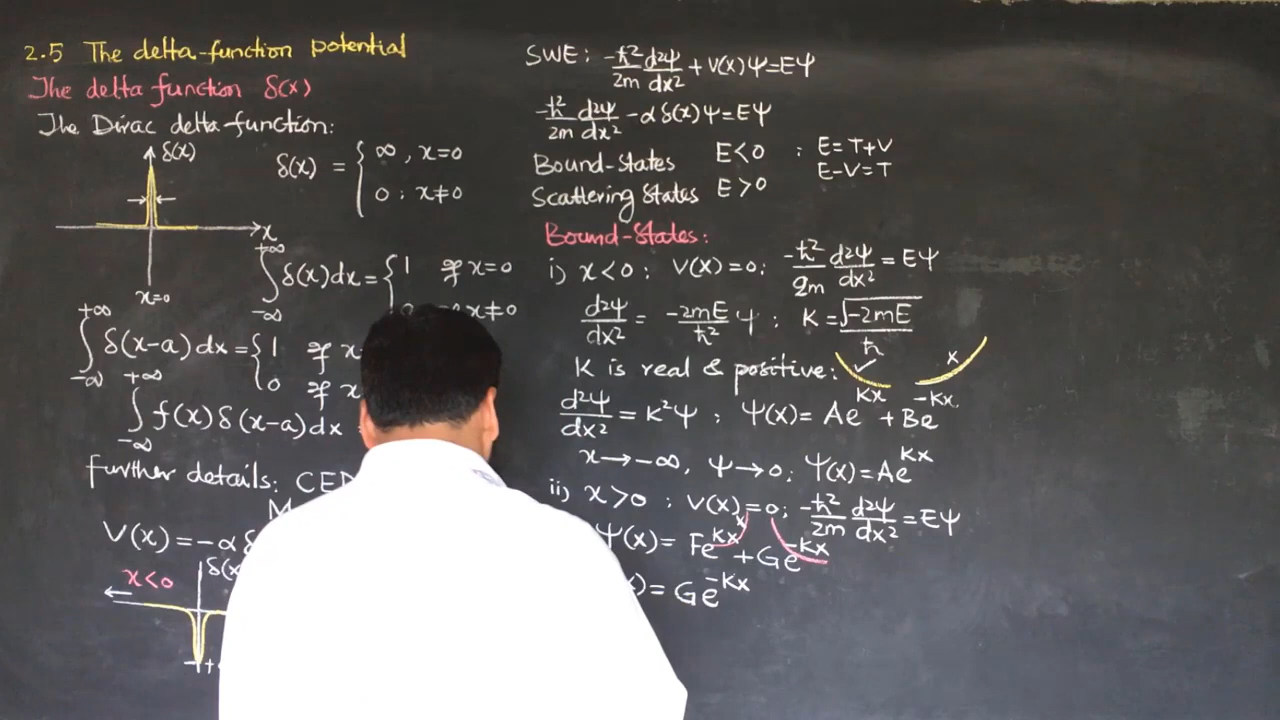 2.5 The delta-function potential
The delta function δ(x)
The Dirac delta-function:
δ(x)
δ(x) = { ∞, x=0
0 : x≠0
x
x=0
∫_{-∞}^{+∞} δ(x)dx = { 1 if x=0
x≠0
∫_{-∞}^{+∞} δ(x-a)dx = { 1 if x
0 if x
∫_{-∞}^{+∞} f(x)δ(x-a)dx
further details:
V(x) = -αδ
x<0
SWE: -ħ²/2m d²ψ/dx² + V(x)ψ = Eψ
-ħ²/2m d²ψ/dx² - αδ(x)ψ = Eψ
Bound-States E<0 : E=T+V
E-V=T
Scattering States E>0
Bound-States:
i) x<0 : V(x)=0: -ħ²/2m d²ψ/dx² = Eψ
d²ψ/dx² = -2mE/ħ² ψ ; K = √-2mE/ħ
K is real & positive: ✓ x
d²ψ/dx² = K²ψ ; ψ(x) = Ae^{Kx} + Be^{-Kx}
x→-∞, ψ→0: ψ(x) = Ae^{Kx}
ii) x>0 : V(x)=0: -ħ²/2m d²ψ/dx² = Eψ
ψ(x) = Fe^{Kx} + Ge^{-Kx}
x
) = Ge^{-Kx}